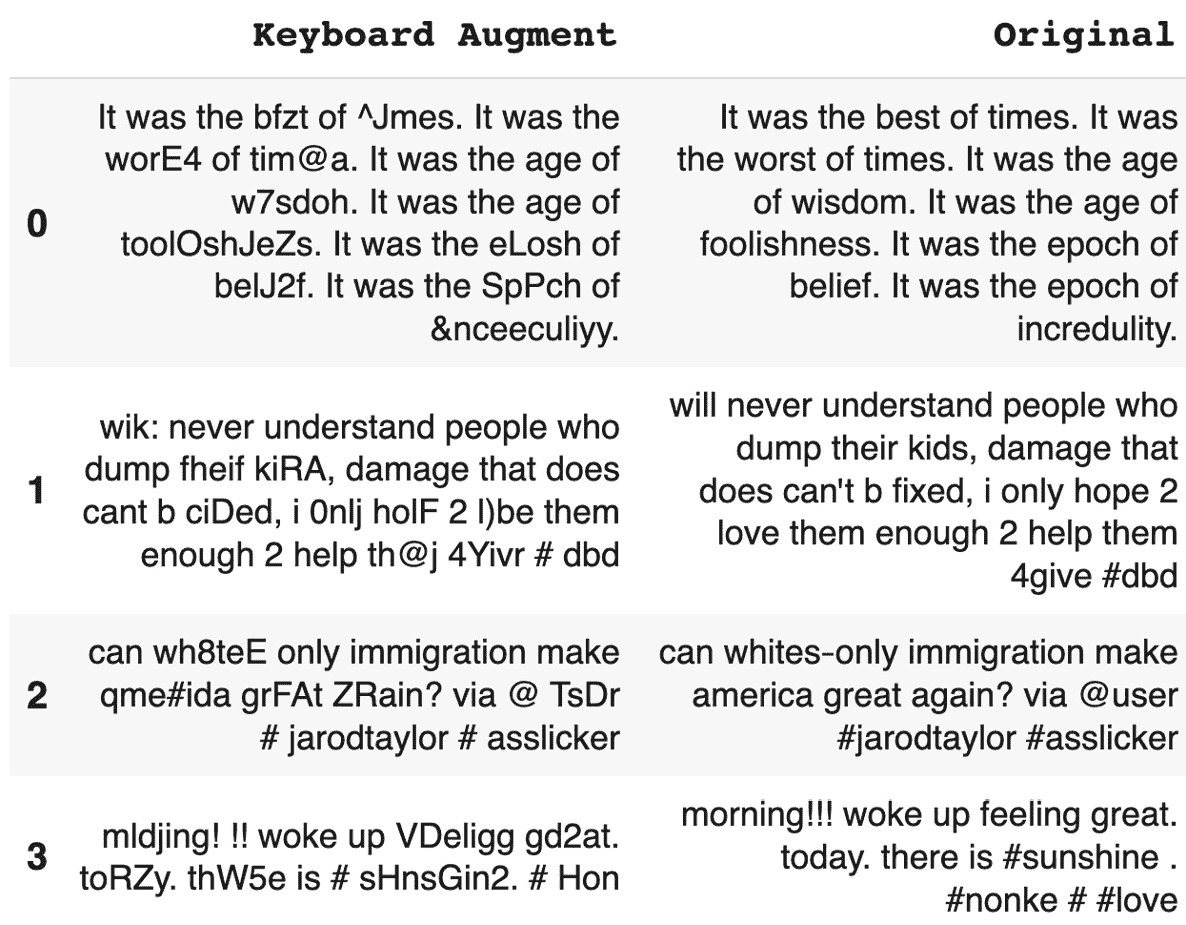 Keyboard Augment Original
0
It was the bfzt of ^Jmes. It was the
worE4 of tim@a. It was the age of
w7sdoh. It was the age of
toolOshJeZs. It was the eLosh of
belJ2f. It was the SpPch of
&nceeculiyy.
It was the best of times. It was
the worst of times. It was the age
of wisdom. It was the age of
foolishness. It was the epoch of
belief. It was the epoch of
incredulity.
1
wik: never understand people who
dump fheif kiRA, damage that does
cant b ciDed, i 0nlj holF 2 l)be them
enough 2 help th@j 4Yivr # dbd
will never understand people who
dump their kids, damage that
does can't b fixed, i only hope 2
love them enough 2 help them
4give #dbd
2
can wh8teE only immigration make
qme#ida grFAt ZRain? via @ TsDr
# jarodtaylor # asslicker
can whites-only immigration make
america great again? via @user
#jarodtaylor #asslicker
3
mldjing! !! woke up VDeligg gd2at.
toRZy. thW5e is # sHnsGin2. # Hon
morning!!! woke up feeling great.
today. there is #sunshine .
#nonke # #love